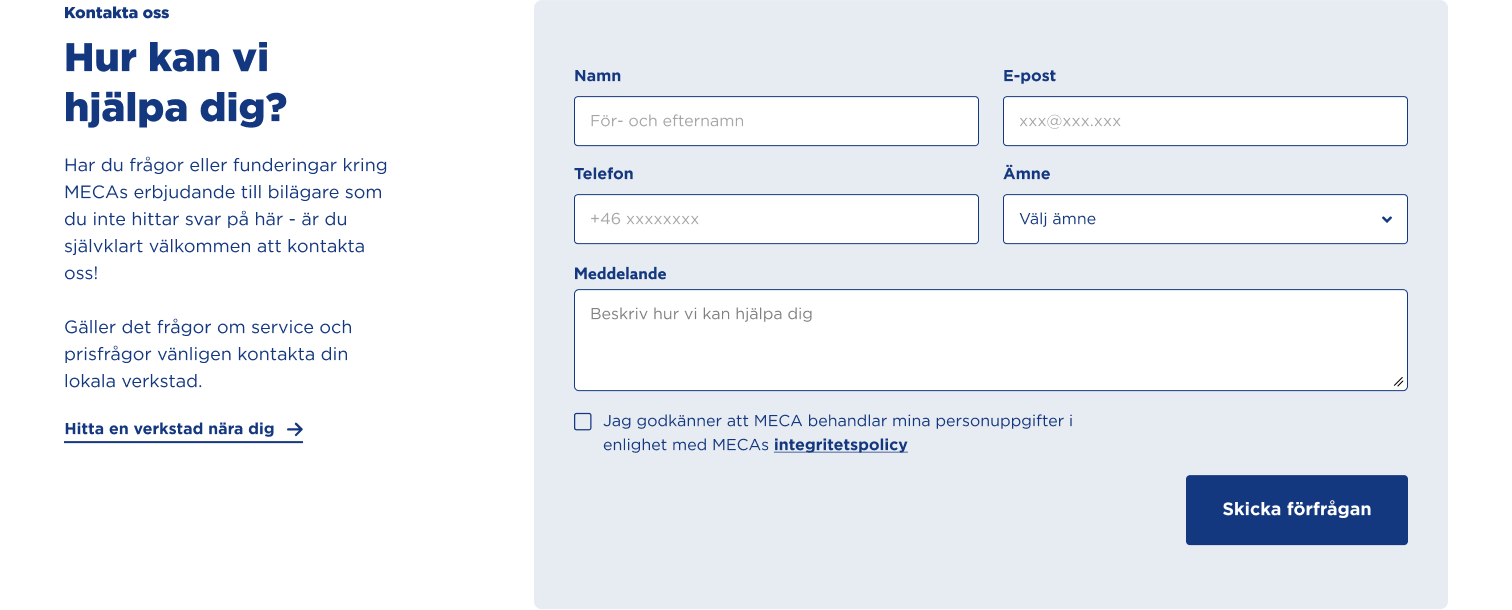 Kontakta oss
Hur kan vi
hjälpa dig?
Har du frågor eller funderingar kring
MECAs erbjudande till bilägare som
du inte hittar svar på här - är du
självklart välkommen att kontakta
oss!
Gäller det frågor om service och
prisfrågor vänligen kontakta din
lokala verkstad.
Hitta en verkstad nära dig
Namn
För- och efternamn
E-post
xxx@xxx.xxx
Telefon
+46 xxxxxxxx
Ämne
Välj ämne
Meddelande
Beskriv hur vi kan hjälpa dig
Jag godkänner att MECA behandlar mina personuppgifter i
enlighet med MECAs integritetspolicy
Skicka förfrågan